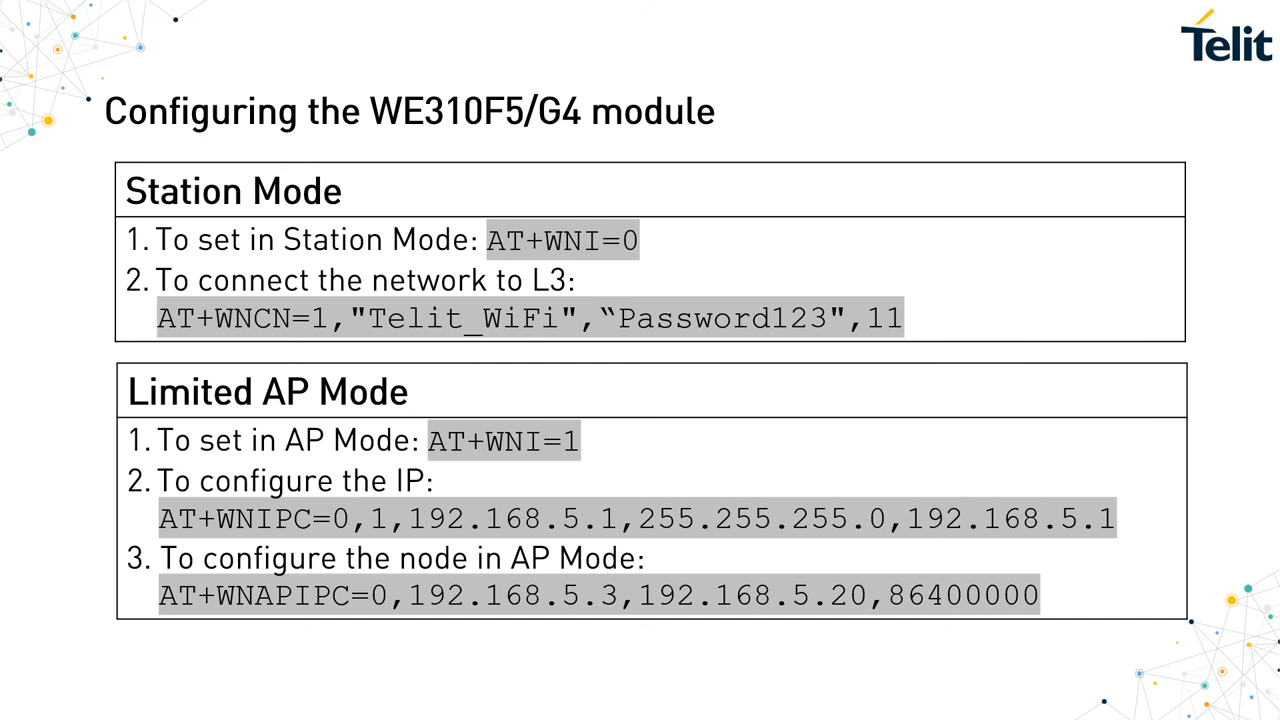 Telit
Configuring the WE310F5/G4 module
Station Mode
1. To set in Station Mode: AT+WNI=0
2. To connect the network to L3:
AT+WNCN=1,"Telit_WiFi",“Password123",11
Limited AP Mode
1. To set in AP Mode: AT+WNI=1
2. To configure the IP:
AT+WNIPC=0,1,192.168.5.1,255.255.255.0,192.168.5.1
3. To configure the node in AP Mode:
AT+WNAPIPC=0,192.168.5.3,192.168.5.20,86400000